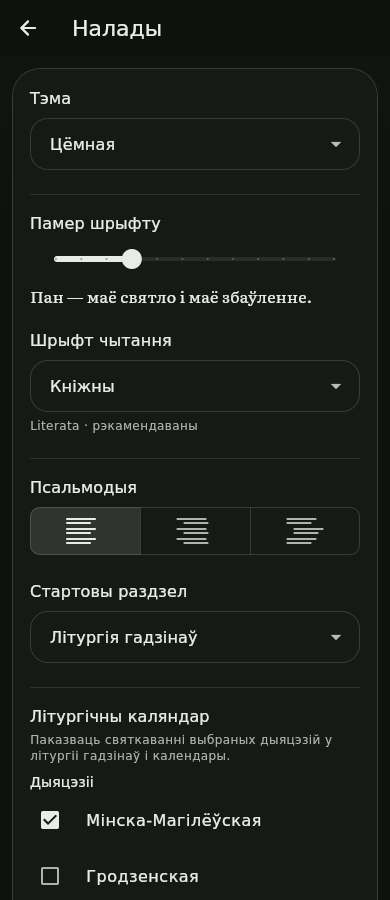 Налады
Тэма
Цёмная
Памер шрыфту
Пан — маё святло і маё збаўленне.
Шрыфт чытання
Кніжны
Literata · рэкамендаваны
Псальмодыя
Стартовы раздзел
Літургія гадзінаў
Літургічны каляндар
Паказваць святкаванні выбраных дыяцэзій у
літургіі гадзінаў і календары.
Дыяцэзіі
Мінска-Магілёўская
Гродзенская